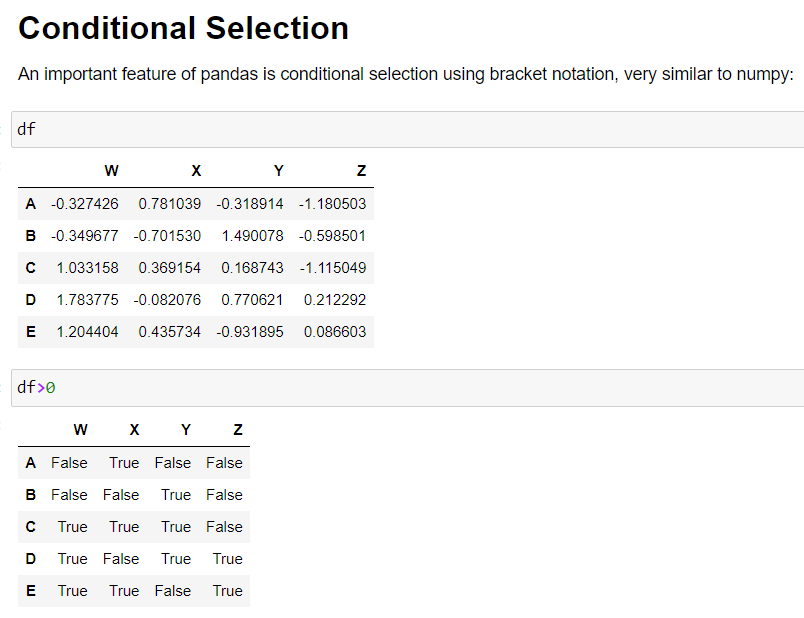 Conditional Selection
An important feature of pandas is conditional selection using bracket notation, very similar to numpy:
df
W X Y Z
A -0.327426 0.781039 -0.318914 -1.180503
B -0.349677 -0.701530 1.490078 -0.598501
C 1.033158 0.369154 0.168743 -1.115049
D 1.783775 -0.082076 0.770621 0.212292
E 1.204404 0.435734 -0.931895 0.086603
df>0
W X Y Z
A False True False False
B False False True False
C True True True False
D True False True True
E True True False True